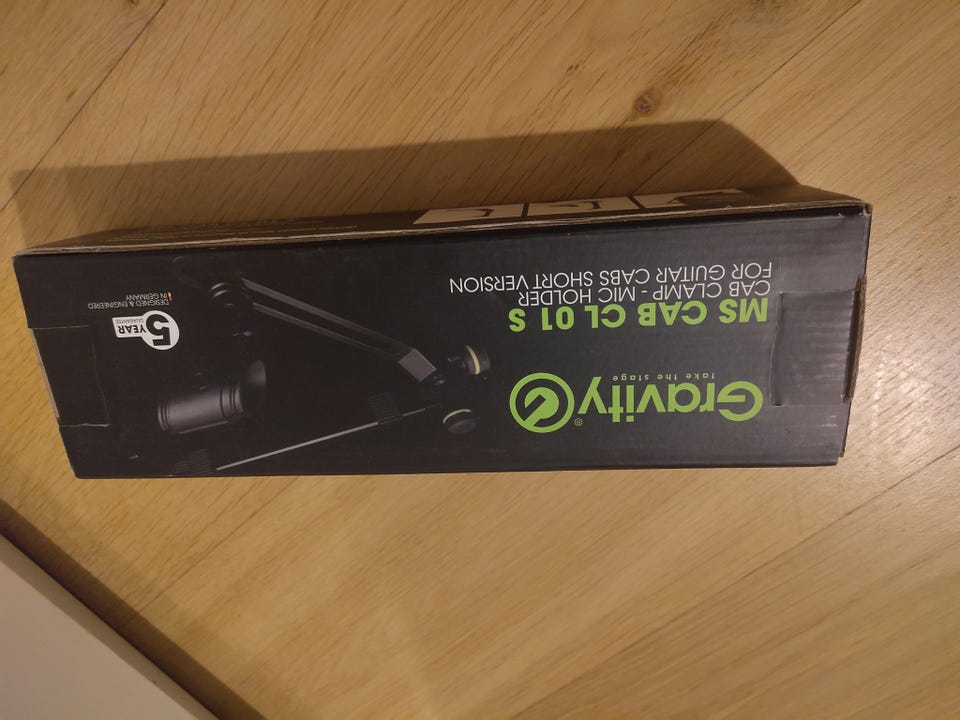 Gravity®
take the stage
MS CAB CL 01 S
CAB CLAMP - MIC HOLDER
FOR GUITAR CABS SHORT VERSION
5 YEAR
GUARANTEE
DESIGNED & ENGINEERED
IN GERMANY